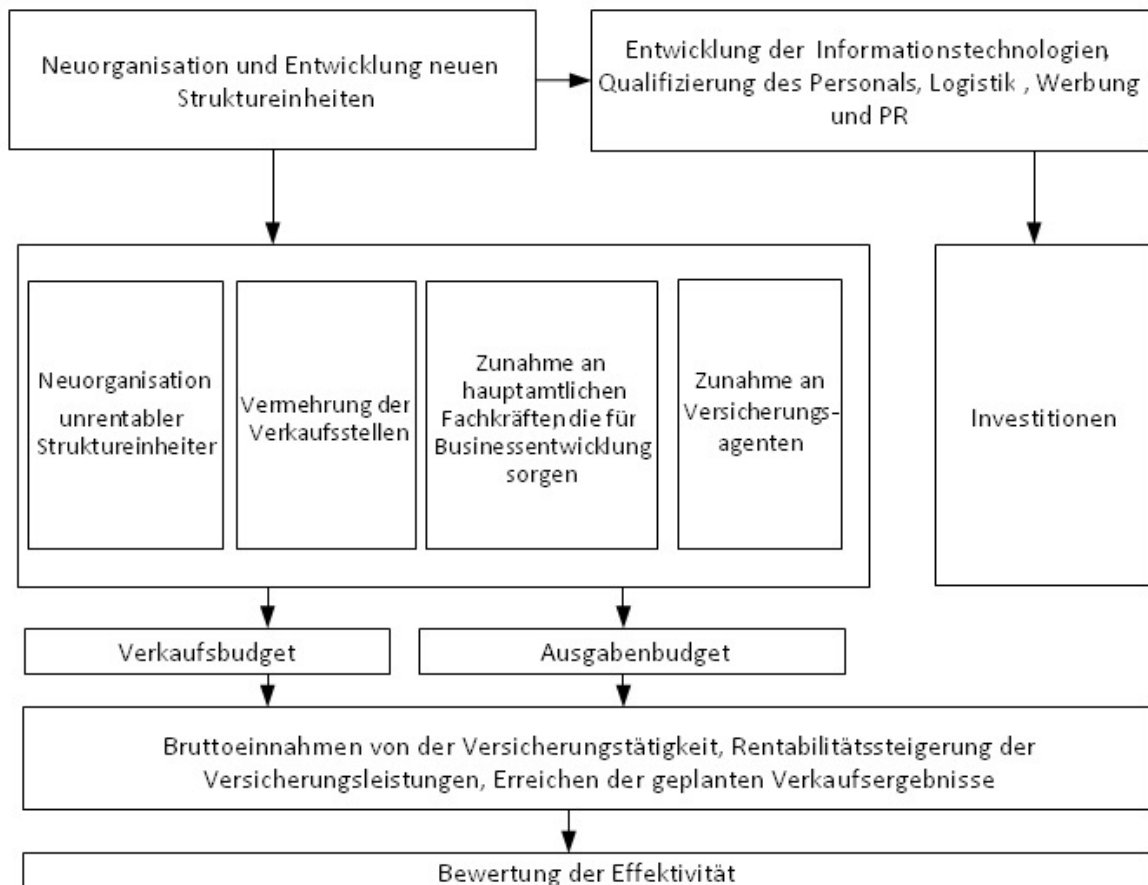 Neuorganisation und Entwicklung neuen
Struktureinheiten
Entwicklung der Informationstechnologien,
Qualifizierung des Personals, Logistik , Werbung
und PR
Neuorganisation
unrentabler
Struktureinheiter
Vermehrung der
Verkaufsstellen
Zunahme an
hauptamtlichen
Fachkräften, die für
Businessentwicklung
sorgen
Zunahme an
Versicherungs-
agenten
Investitionen
Verkaufsbudget
Ausgabenbudget
Bruttoeinnahmen von der Versicherungstätigkeit, Rentabilitätssteigerung der
Versicherungsleistungen, Erreichen der geplanten Verkaufsergebnisse
Bewertung der Effektivität